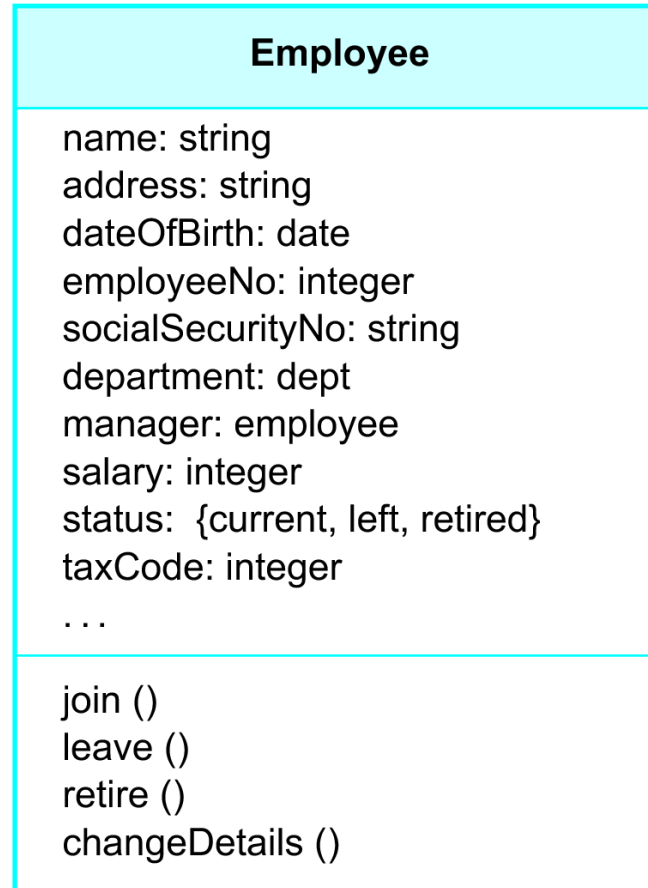 Employee
name: string
address: string
dateOfBirth: date
employeeNo: integer
socialSecurityNo: string
department: dept
manager: employee
salary: integer
status:  {current, left, retired}
taxCode: integer
. . .
join ()
leave ()
retire ()
changeDetails ()